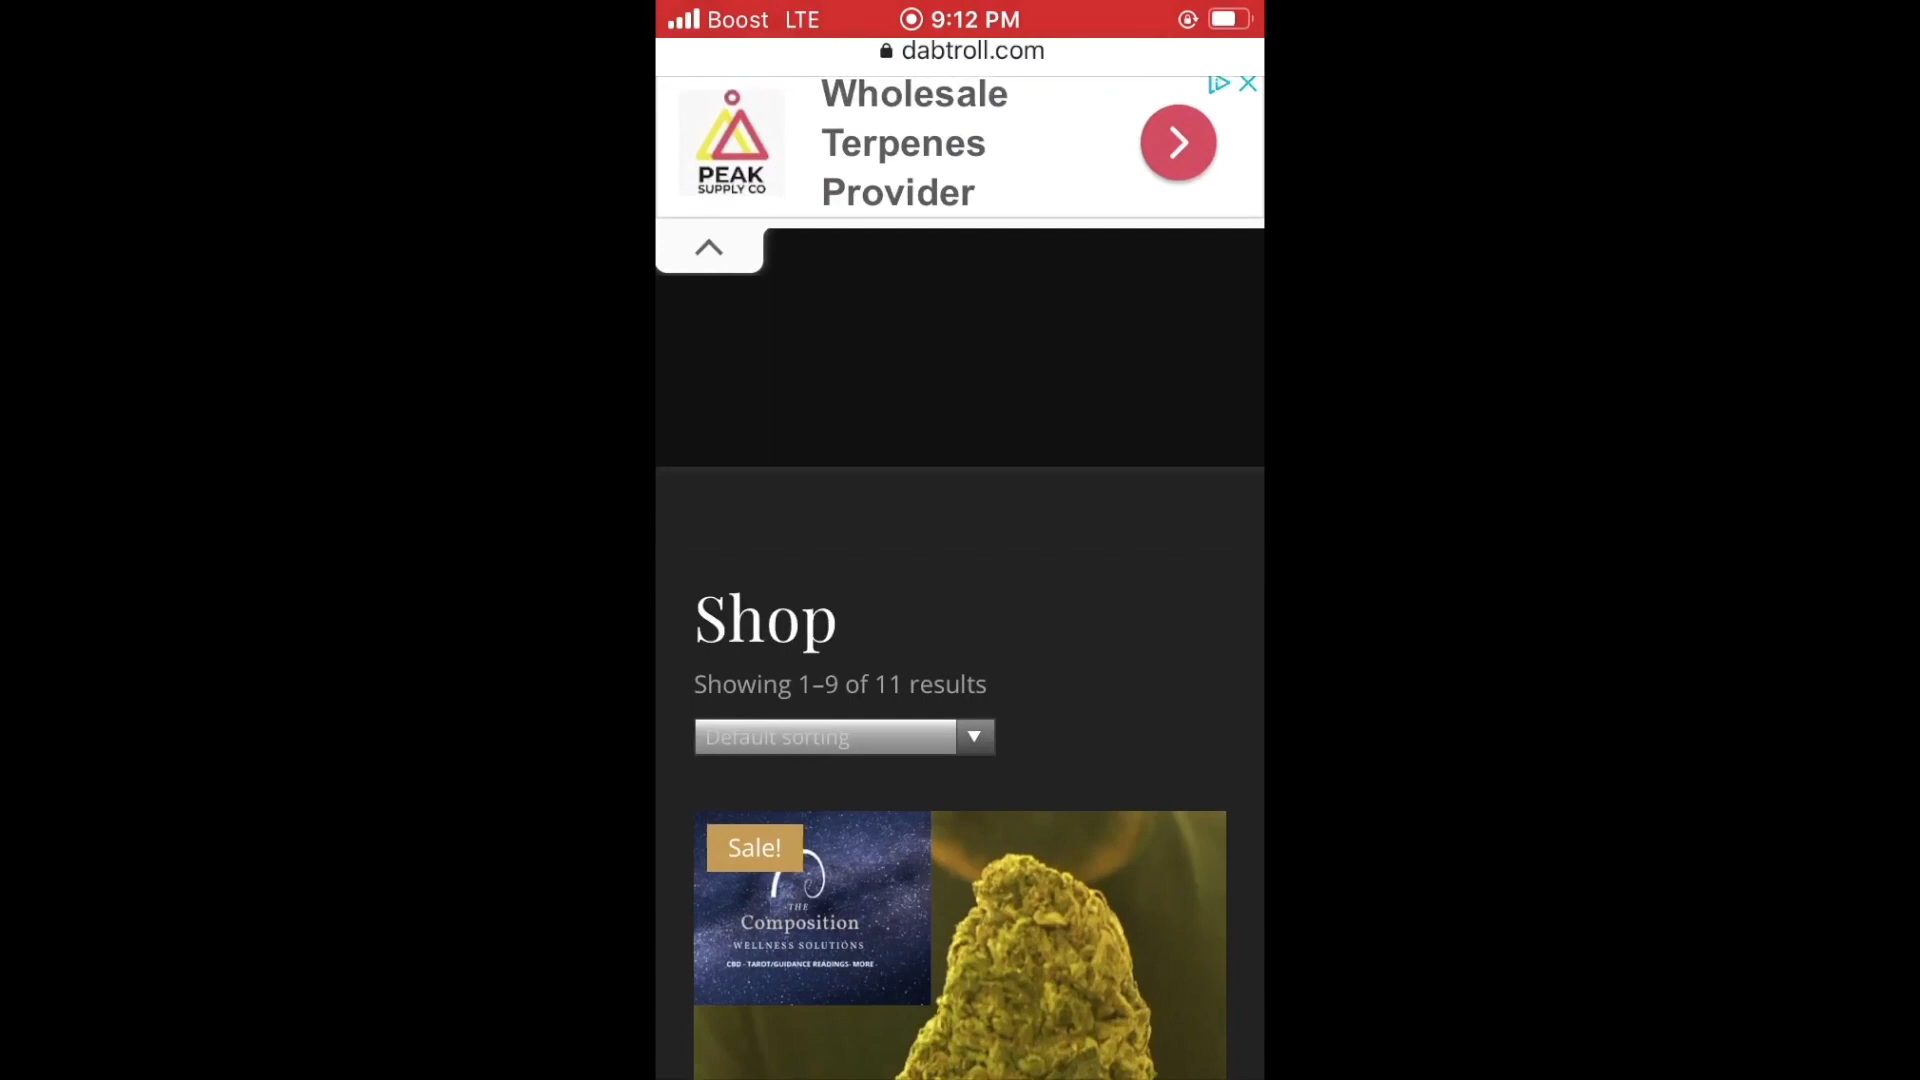 Boost LTE 9:12 PM
dabtroll.com
Wholesale
Terpenes
Provider
PEAK
SUPPLY CO
Shop
Showing 1–9 of 11 results
Default sorting
Sale!
THE
Composition
WELLNESS SOLUTIONS
CBD - TAROT/GUIDANCE READINGS- MORE